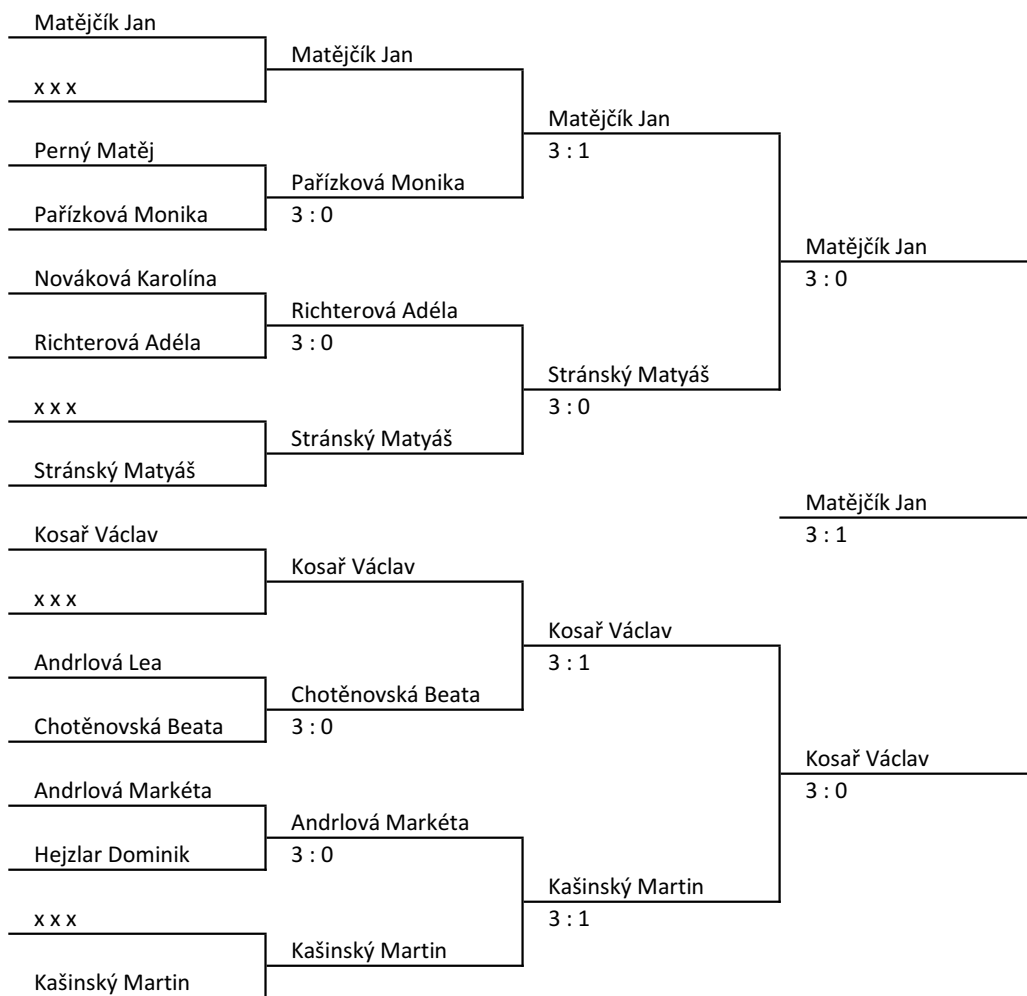 Matějčík Jan
x x x
Perný Matěj
Pařízková Monika
Nováková Karolína
Richterová Adéla
x x x
Stránský Matyáš
Kosař Václav
x x x
Andrlová Lea
Chotěnovská Beata
Andrlová Markéta
Hejzlar Dominik
x x x
Kašinský Martin
Matějčík Jan
Pařízková Monika
3 : 0
Richterová Adéla
3 : 0
Stránský Matyáš
Kosař Václav
Chotěnovská Beata
3 : 0
Andrlová Markéta
3 : 0
Kašinský Martin
Matějčík Jan
3 : 1
Stránský Matyáš
3 : 0
Kosař Václav
3 : 1
Kašinský Martin
3 : 1
Matějčík Jan
3 : 0
Matějčík Jan
3 : 1
Kosař Václav
3 : 0